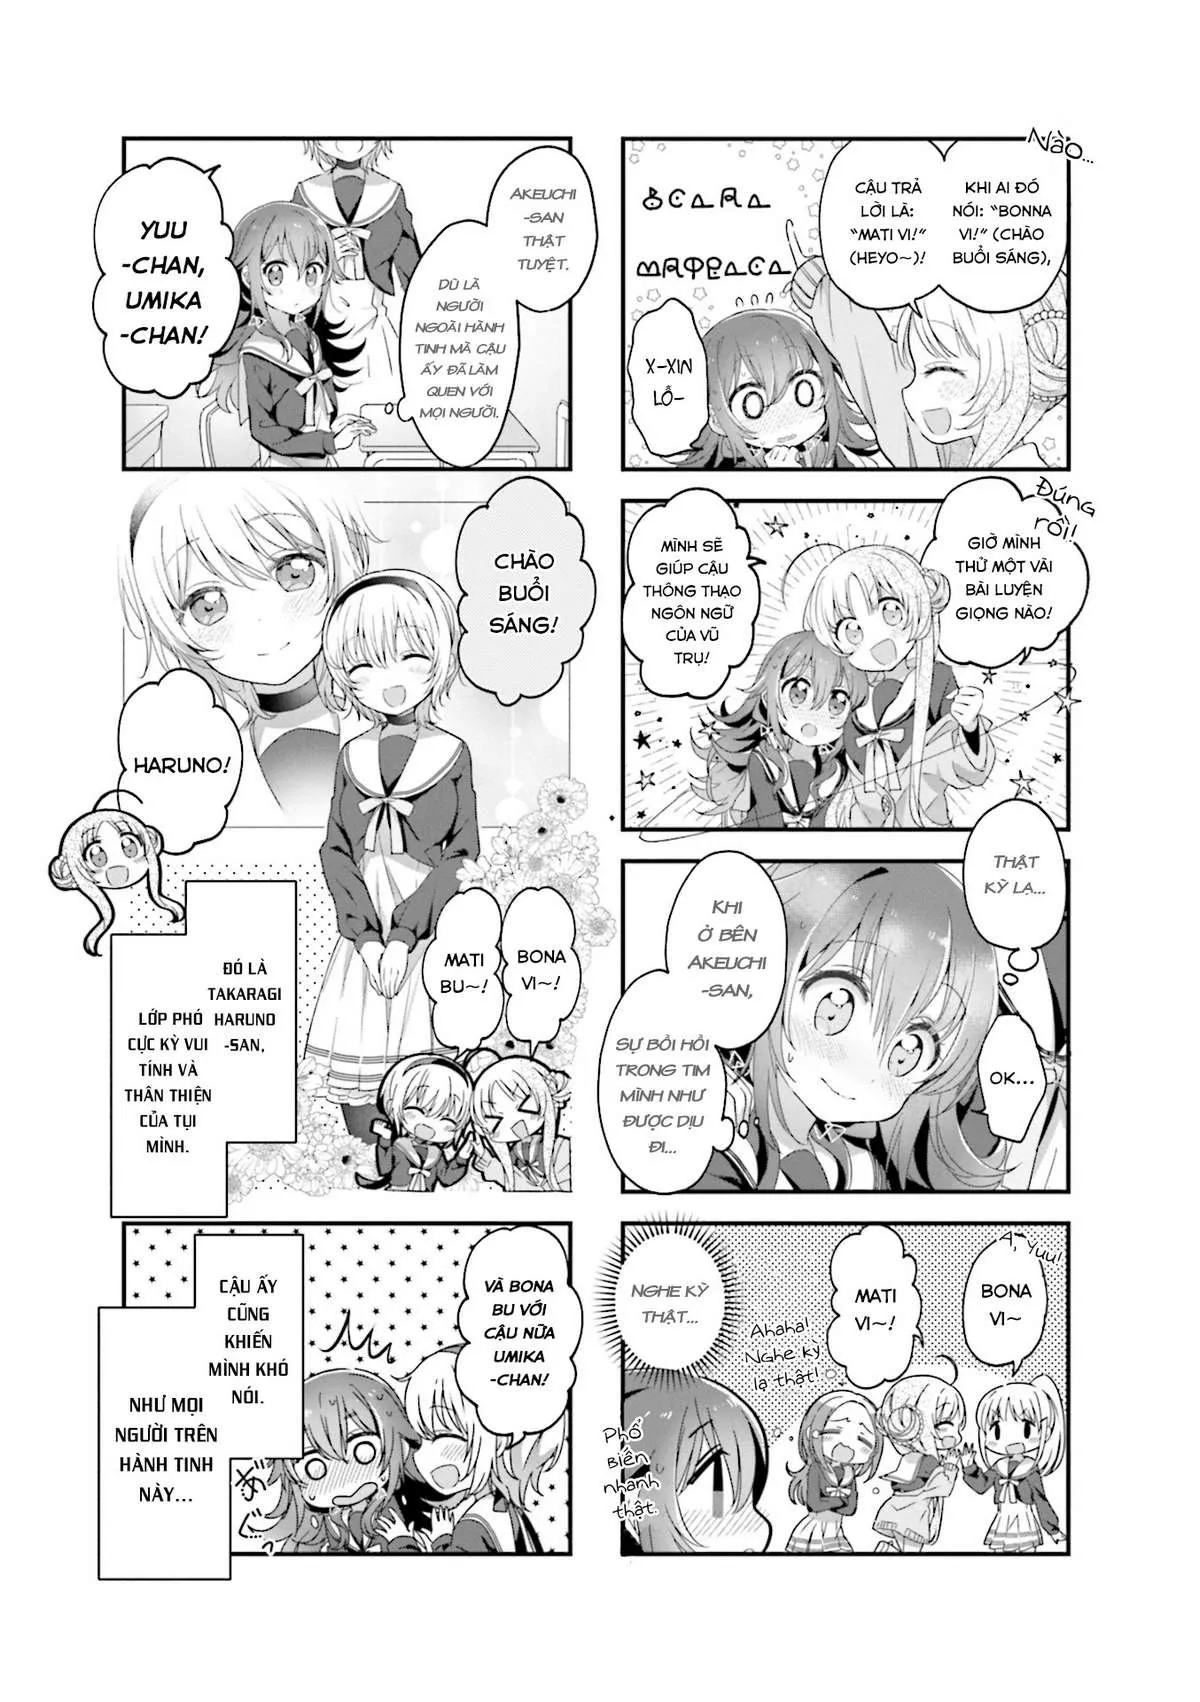 Nào...
KHI AI ĐÓ
NÓI: "BONNA
VI!" (CHÀO
BUỔI SÁNG),
CÂU TRẢ
LỜI LÀ:
"MATI VI!"
(HEYO~)!
X-XIN
LỖ-
Đúng
rồi!
GIỜ MÌNH
THỬ MỘT VÀI
BÀI LUYỆN
GIỌNG NÀO!
MÌNH SẼ
GIÚP CẬU
THÔNG THẠO
NGÔN NGỮ
CỦA VŨ
TRỤ!
THẬT
KỲ LẠ...
KHI
Ở BÊN
AKEUCHI
-SAN,
SỰ BỒI HỒI
TRONG TIM
MÌNH NHƯ
ĐƯỢC DỊU
ĐI...
OK...
A, Yuu!
BONA
VI~
MATI
VI~!
Ahaha!
Nghe kỳ
lạ thật!
NGHE KỲ
THẬT...
Phổ
biến
nhanh
thật.
AKEUCHI
-SAN
THẬT
TUYỆT.
DÙ LÀ
NGƯỜI
NGOÀI HÀNH
TINH MÀ CẬU
ẤY ĐÃ LÀM
QUEN VỚI
MỌI NGƯỜI.
YUU
-CHAN,
UMIKA
-CHAN!
CHÀO
BUỔI
SÁNG!
HARUNO!
BONA
VI~!
MATI
BU~!
ĐÓ LÀ
TAKARAGI
HARUNO
-SAN,
LỚP PHÓ
CỰC KỲ VUI
TÍNH VÀ
THÂN THIỆN
CỦA TỤI
MÌNH.
VÀ BONA
BU VỚI
CẬU NỮA
UMIKA
-CHAN!
CẬU ẤY
CŨNG
KHIẾN
MÌNH KHÓ
NÓI.
NHƯ MỌI
NGƯỜI TRÊN
HÀNH TINH
NÀY...